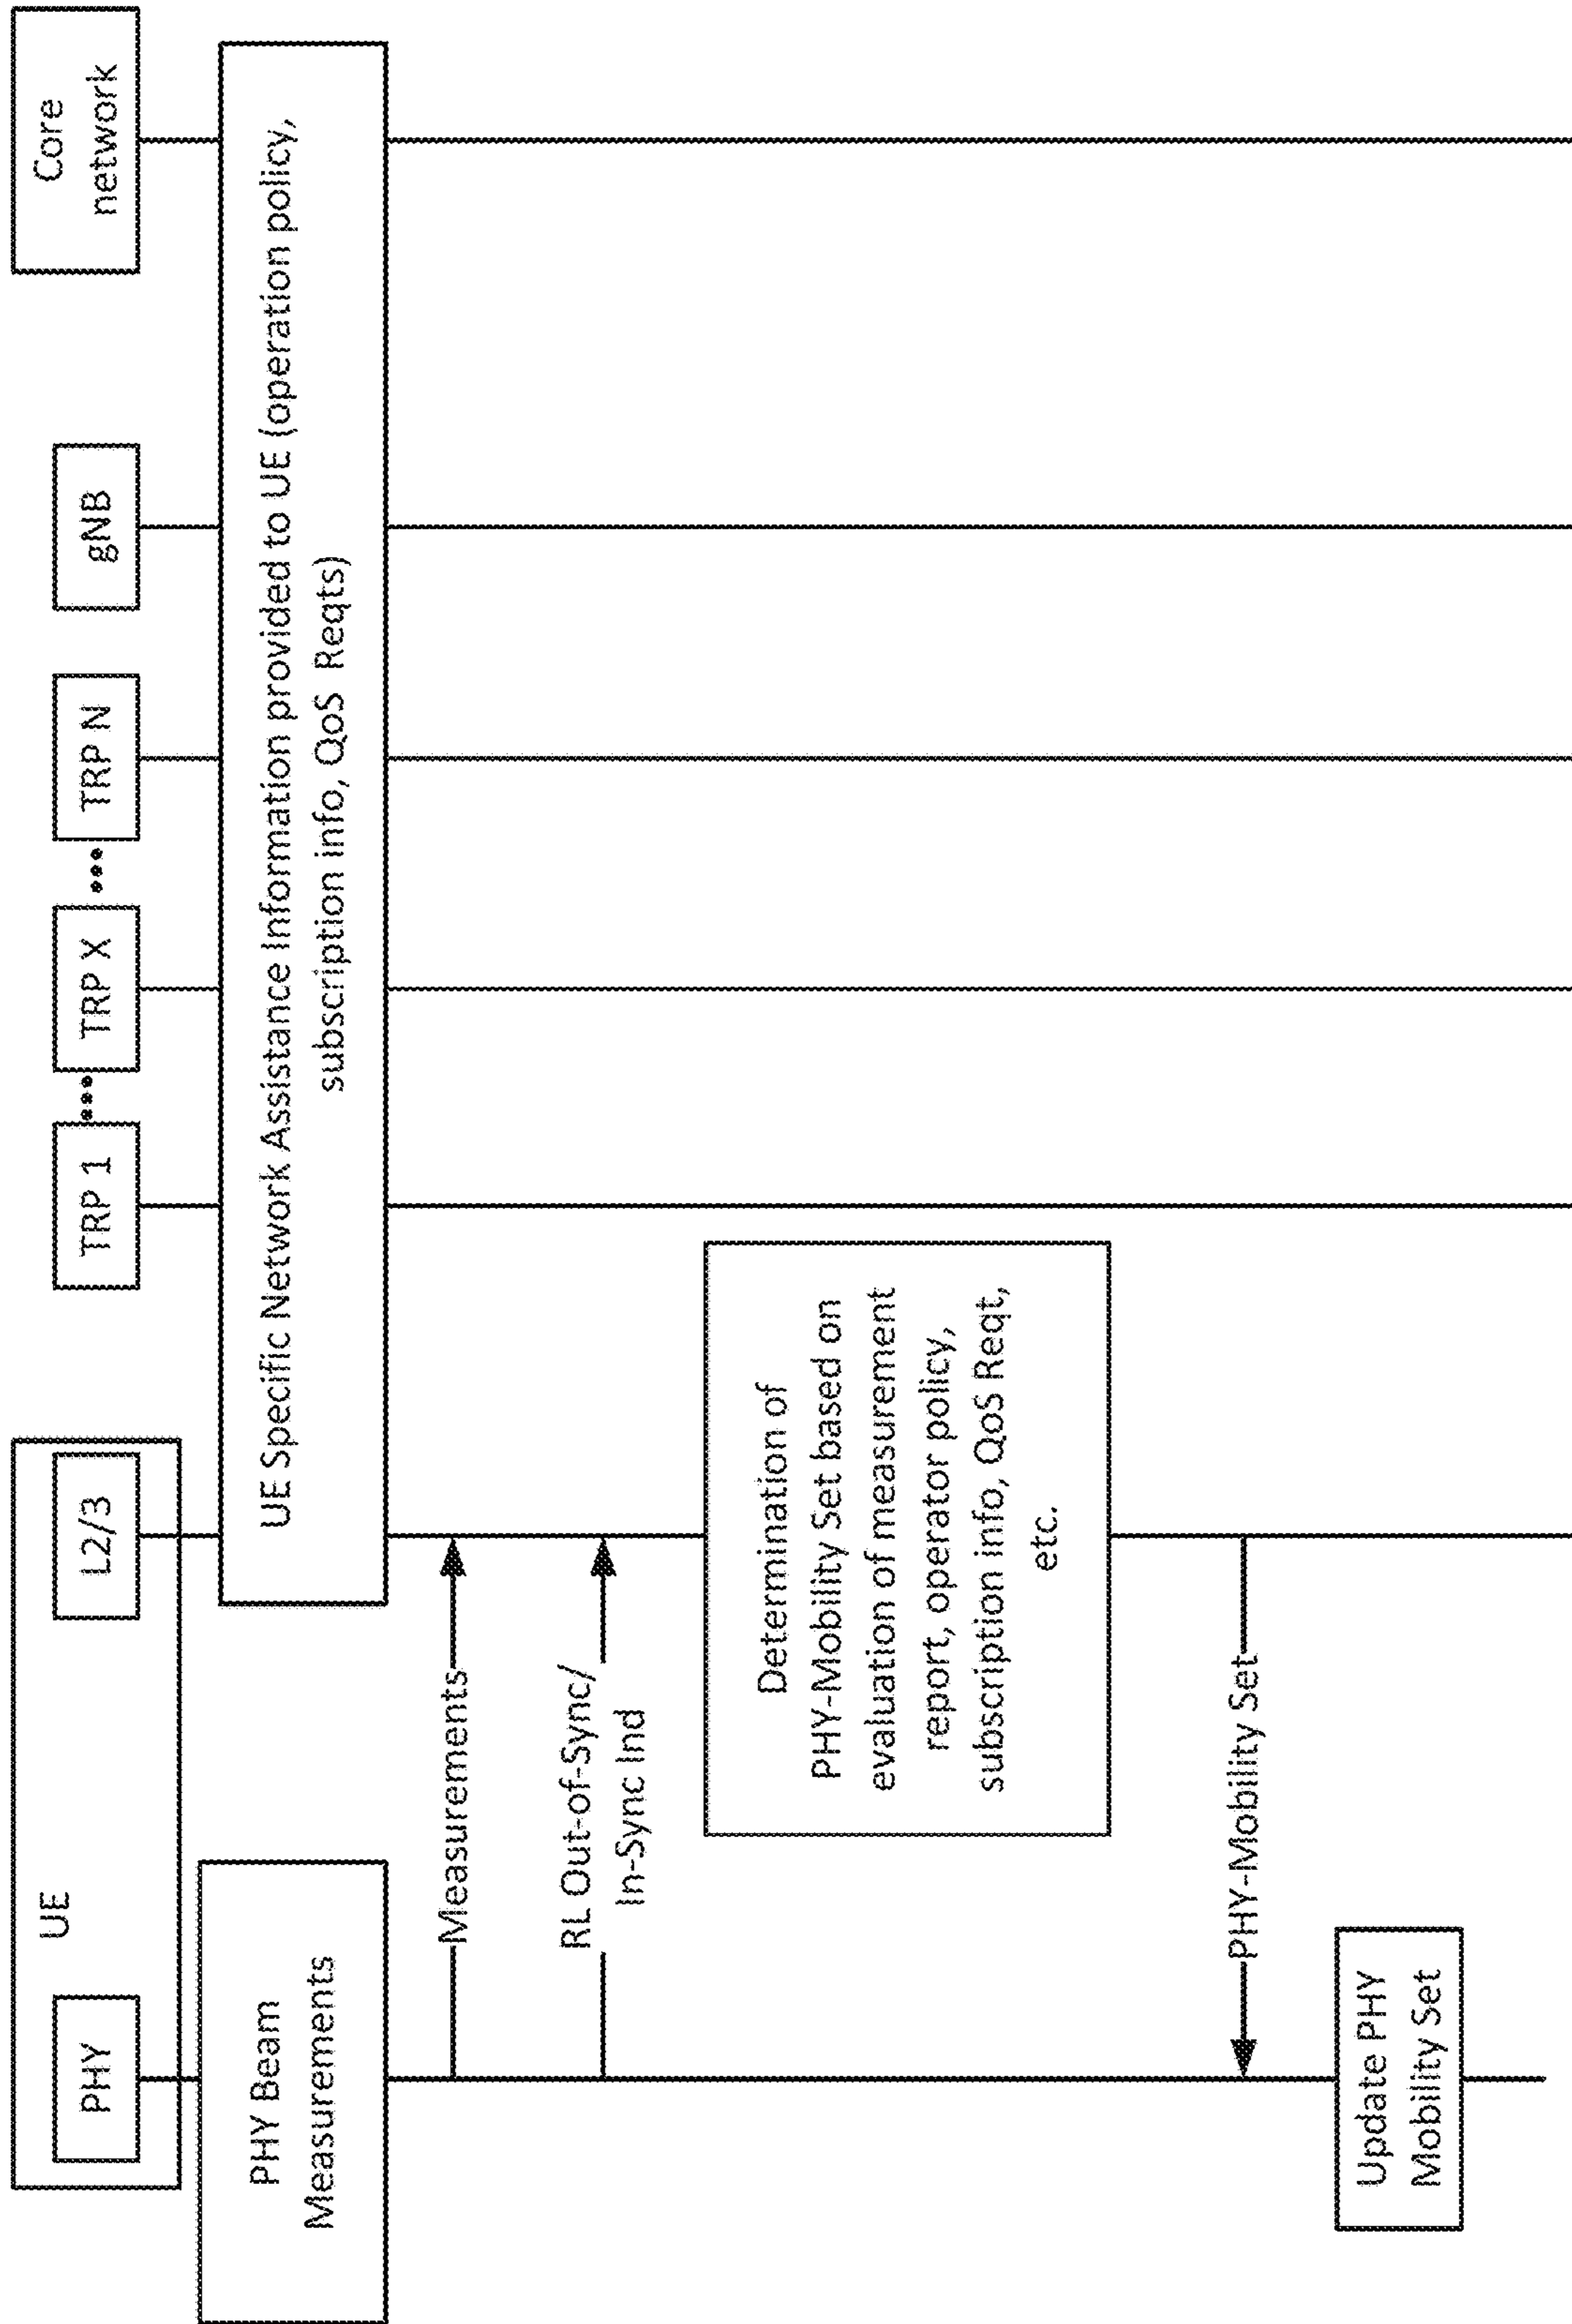 UE
PHY
L2/3
TRP 1
•••
TRP X
•••
TRP N
gNB
Core
network
PHY Beam
Measurements
UE Specific Network Assistance Information provided to UE (operation policy,
subscription info, QoS Reqts)
Measurements
RL Out-of-Sync/
In-Sync Ind
Determination of
PHY-Mobility Set based on
evaluation of measurement
report, operator policy,
subscription info, QoS Reqt,
etc.
PHY-Mobility Set
Update PHY
Mobility Set